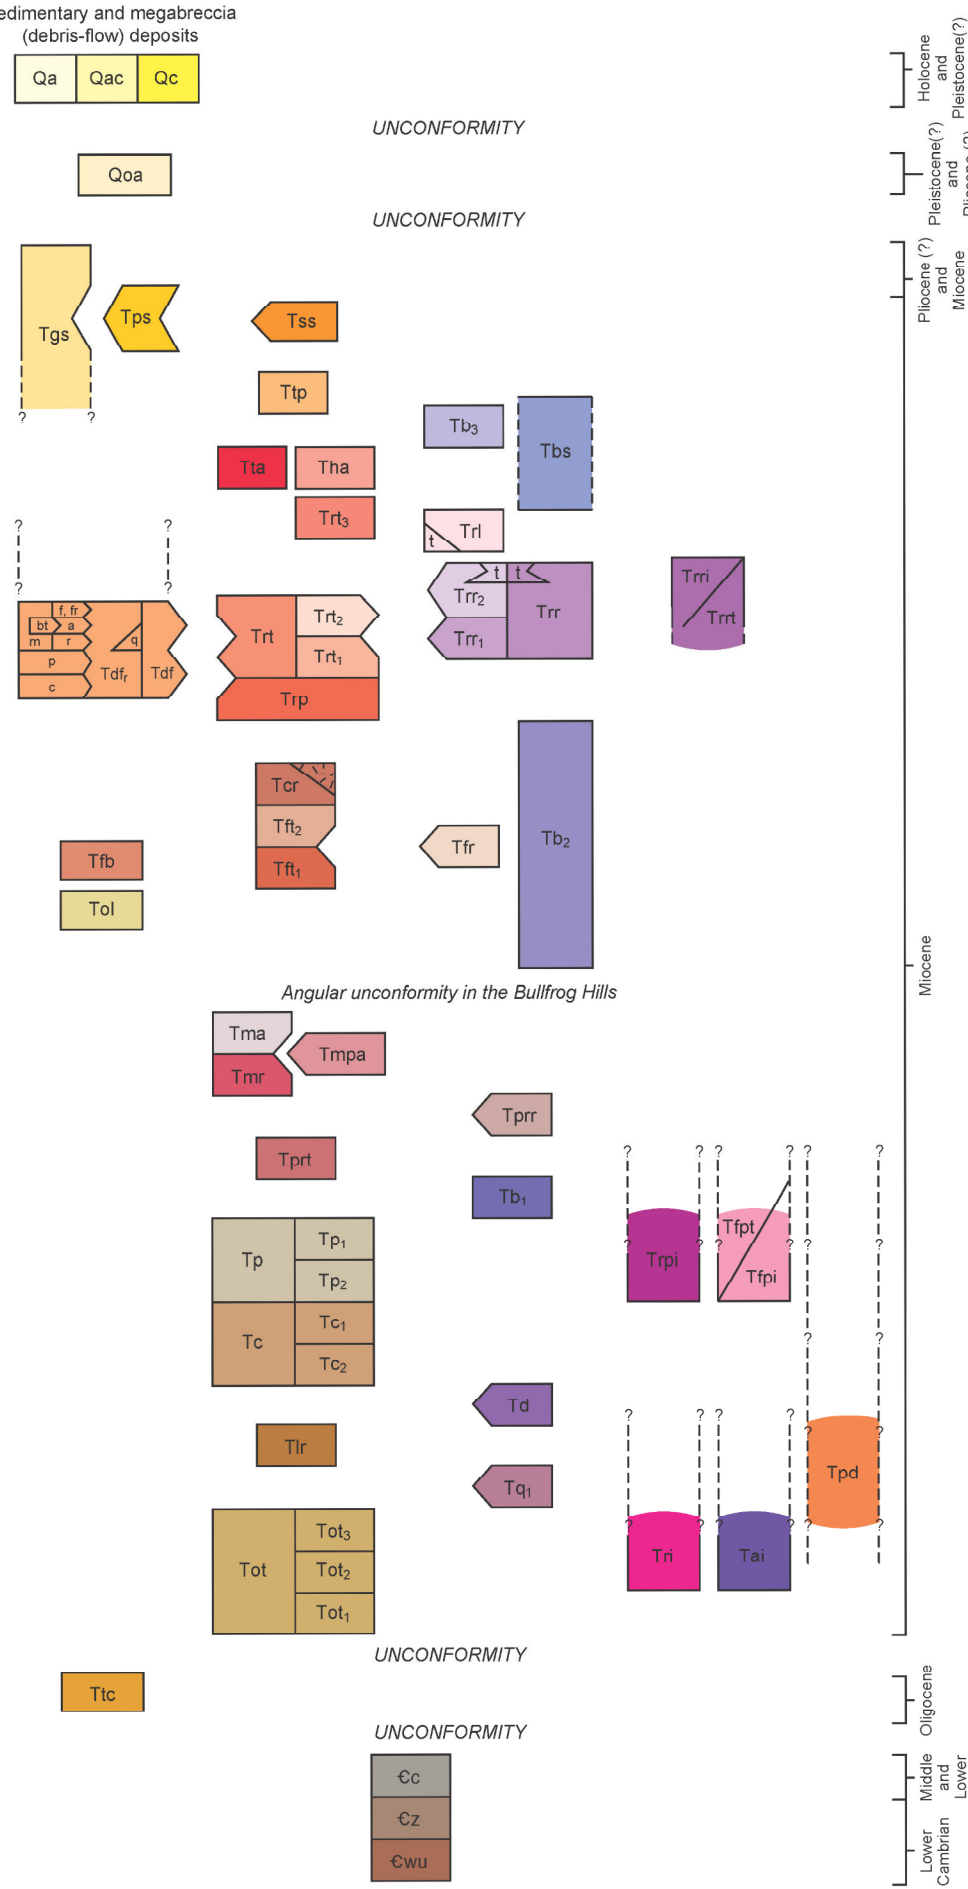 edimentary and megabreccia
(debris-flow) deposits
Qa Qac Qc
Holocene
and
Pleistocene(?)
UNCONFORMITY
Qoa
Pleistocene(?)
and
UNCONFORMITY
Pliocene (?)
and
Miocene
Tgs
Tps
Tss
Ttp
? ?
Tb3
Tbs
Tta
Tha
Trt3
Trl
t
? ?
? ?
f, fr
bt a
m r
p
c
q
Tdfr
Tdf
Trt
Trt2
Trt1
Trp
t t
Trr2
Trr1
Trr
Trri
Trrt
Tcr
Tft2
Tft1
Tfr
Tb2
Tfb
Tol
Miocene
Angular unconformity in the Bullfrog Hills
Tma
Tmr
Tmpa
Tprr
Tprt
Tb1
? ? ? ? ? ?
Tp
Tp1
Tp2
Tc
Tc1
Tc2
Trpi
Tfpt
Tfpi
? ? ? ? ? ?
? ?
Td
Tlr
Tq1
? ? ? ?
? ?
Tpd
Tot
Tot3
Tot2
Tot1
? ? ? ? ? ?
Tri
Tai
UNCONFORMITY
Ttc
Oligocene
UNCONFORMITY
Єc
Єz
Єwu
Middle
and
Lower
Lower
Cambrian